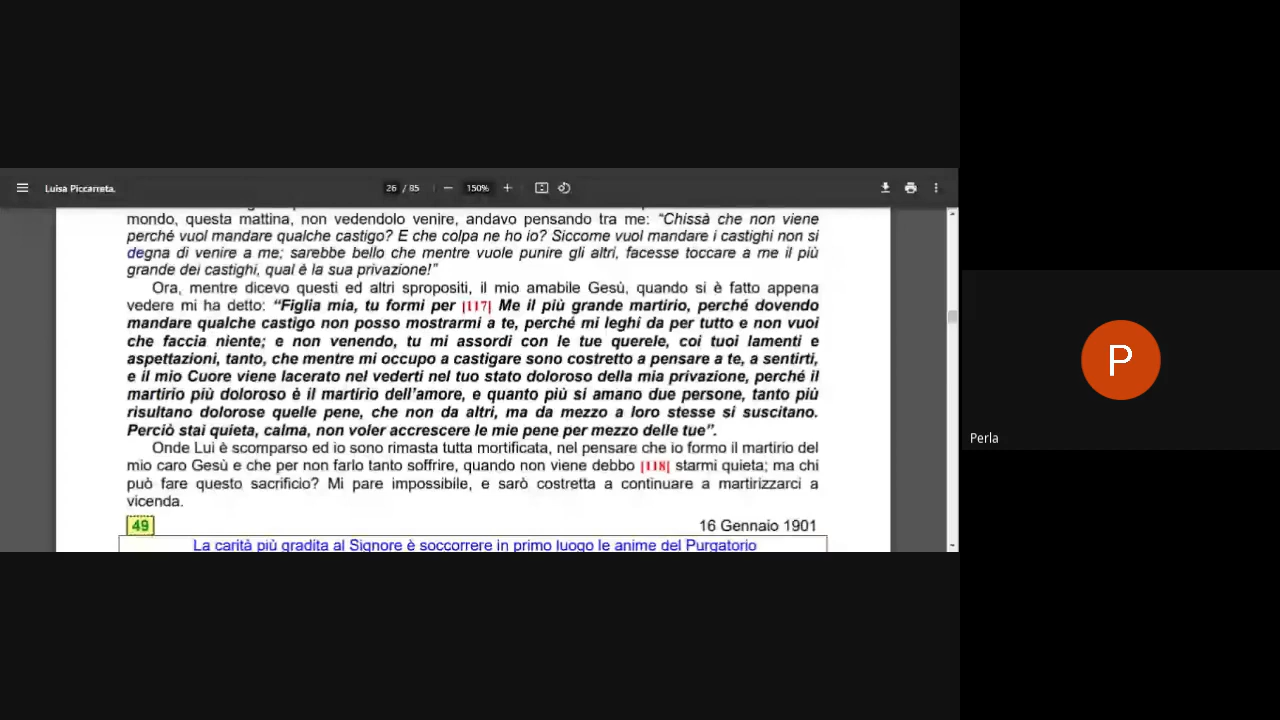 Luisa Piccarreta.
26 / 85
150%
mondo, questa mattina, non vedendolo venire, andavo pensando tra me: “Chissà che non viene
perché vuol mandare qualche castigo? E che colpa ne ho io? Siccome vuol mandare i castighi non si
degna di venire a me; sarebbe bello che mentre vuole punire gli altri, facesse toccare a me il più
grande dei castighi, qual è la sua privazione!”
Ora, mentre dicevo questi ed altri spropositi, il mio amabile Gesù, quando si è fatto appena
vedere mi ha detto: “Figlia mia, tu formi per [117] Me il più grande martirio, perché dovendo
mandare qualche castigo non posso mostrarmi a te, perché mi leghi da per tutto e non vuoi
che faccia niente; e non venendo, tu mi assordi con le tue querele, coi tuoi lamenti e
aspettazioni, tanto, che mentre mi occupo a castigare sono costretto a pensare a te, a sentirti,
e il mio Cuore viene lacerato nel vederti nel tuo stato doloroso della mia privazione, perché il
martirio più doloroso è il martirio dell’amore, e quanto più si amano due persone, tanto più
risultano dolorose quelle pene, che non da altri, ma da mezzo a loro stesse si suscitano.
Perciò stai quieta, calma, non voler accrescere le mie pene per mezzo delle tue”.
Onde Lui è scomparso ed io sono rimasta tutta mortificata, nel pensare che io formo il martirio del
mio caro Gesù e che per non farlo tanto soffrire, quando non viene debbo [118[ starmi quieta; ma chi
può fare questo sacrificio? Mi pare impossibile, e sarò costretta a continuare a martirizzarci a
vicenda.
49
16 Gennaio 1901
La carità più gradita al Signore è soccorrere in primo luogo le anime del Purgatorio
P
Perla